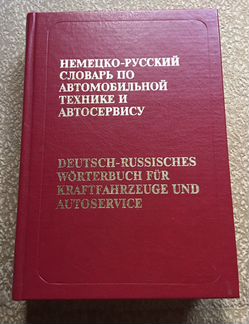 НЕМЕЦКО-РУССКИЙ
СЛОВАРЬ ПО
АВТОМОБИЛЬНОЙ
ТЕХНИКЕ И
АВТОСЕРВИСУ
DEUTSCH-RUSSISCHES
WÖRTERBUCH FÜR
KRAFTFAHRZEUGE UND
AUTOSERVICE